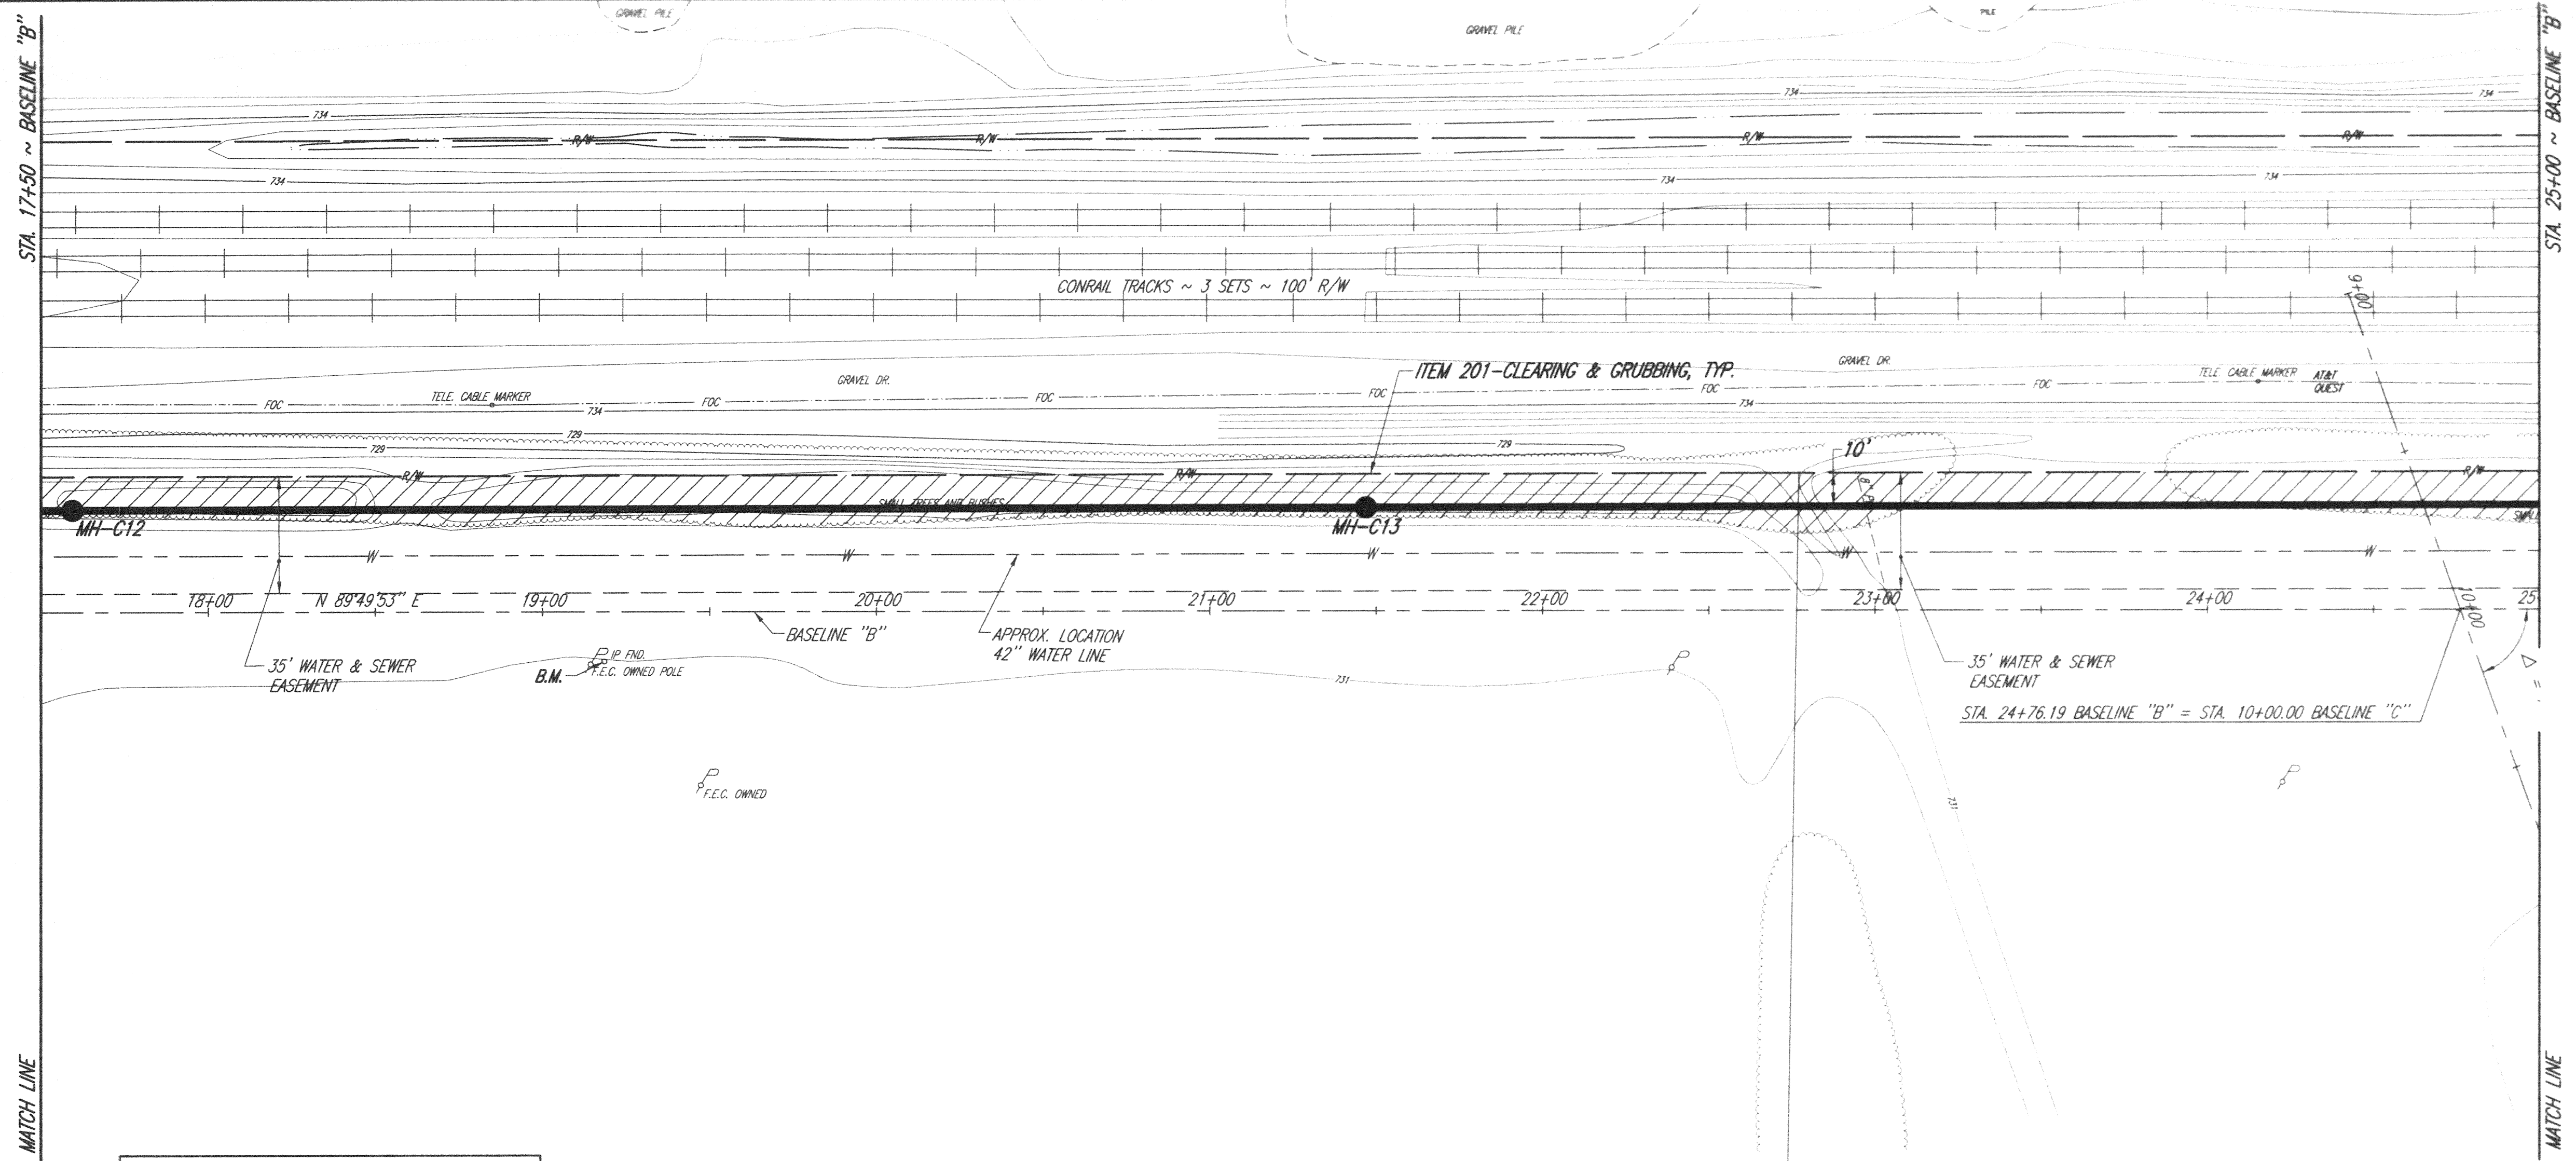 GRAVEL PILE
GRAVEL PILE
PILE
STA. 17+50 ~ BASELINE "B"
STA. 25+00 ~ BASELINE "B"
734
734
734
R/W
R/W
R/W
R/W
734
734
734
CONRAIL TRACKS ~ 3 SETS ~ 100' R/W
9+00
ITEM 201-CLEARING & GRUBBING, TYP.
GRAVEL DR.
GRAVEL DR.
TELE. CABLE MARKER
AT&T
QUEST
FOC
TELE. CABLE MARKER
FOC
FOC
FOC
FOC
FOC
734
734
729
729
729
10'
R/W
R/W
R/W
8"
SMALL TREES AND BUSHES
MH-C12
MH-C13
W
W
W
W
W
18+00
N 89°49'53" E
19+00
20+00
21+00
22+00
23+00
24+00
25
10+00
BASELINE "B"
APPROX. LOCATION
42" WATER LINE
35' WATER & SEWER
EASEMENT
IP FND.
F.E.C. OWNED POLE
B.M.
731
35' WATER & SEWER
EASEMENT
Δ =
STA. 24+76.19 BASELINE "B" = STA. 10+00.00 BASELINE "C"
F.E.C. OWNED
731
MATCH LINE
MATCH LINE